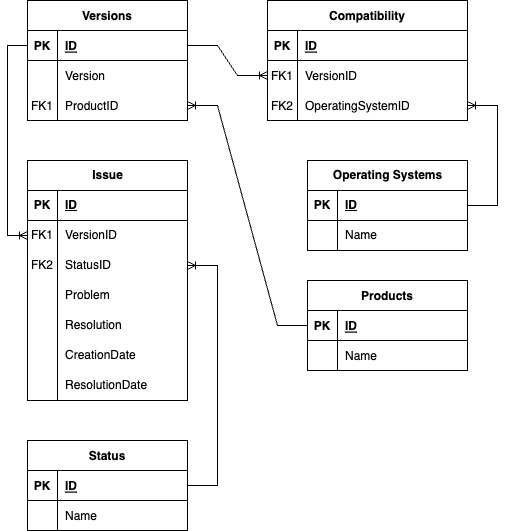 Versions
PK ID
Version
FK1 ProductID
Compatibility
PK ID
FK1 VersionID
FK2 OperatingSystemID
Issue
PK ID
FK1 VersionID
FK2 StatusID
Problem
Resolution
CreationDate
ResolutionDate
Operating Systems
PK ID
Name
Products
PK ID
Name
Status
PK ID
Name